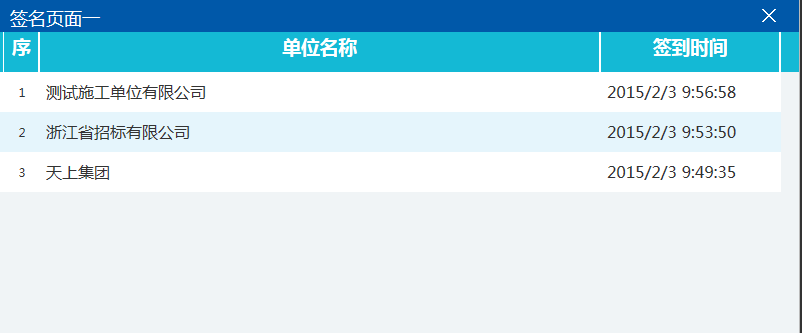 签名页面一
序 单位名称 签到时间
1 测试施工单位有限公司 2015/2/3 9:56:58
2 浙江省招标有限公司 2015/2/3 9:53:50
3 天上集团 2015/2/3 9:49:35